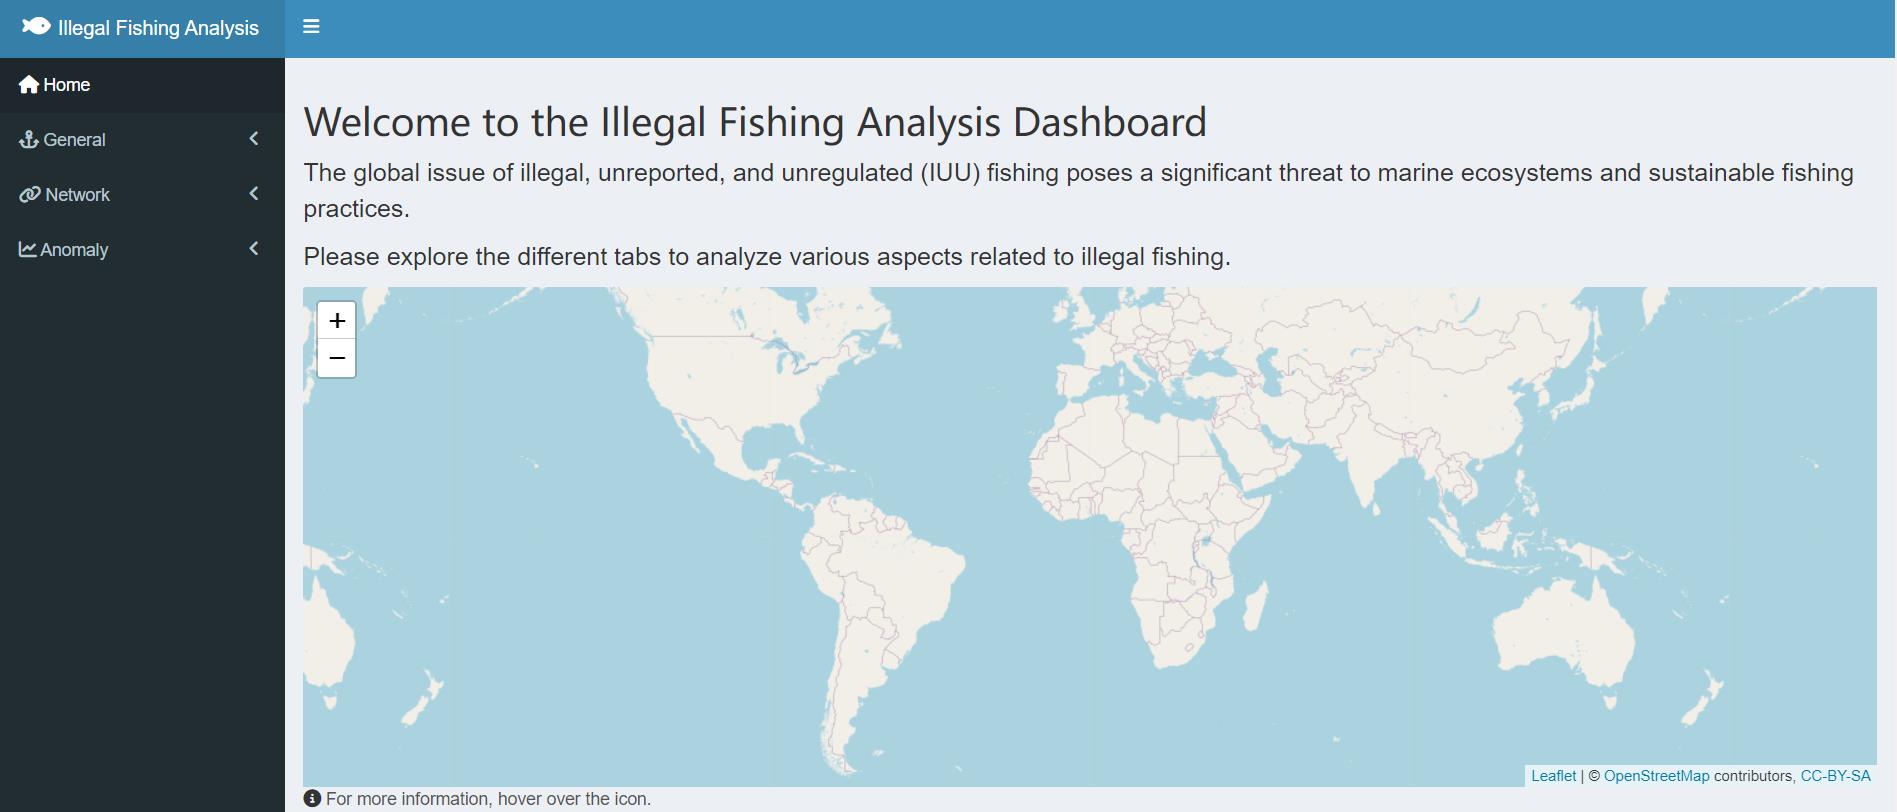 Illegal Fishing Analysis
Home
General
Network
Anomaly
Welcome to the Illegal Fishing Analysis Dashboard
The global issue of illegal, unreported, and unregulated (IUU) fishing poses a significant threat to marine ecosystems and sustainable fishing
practices.
Please explore the different tabs to analyze various aspects related to illegal fishing.
+
−
Leaflet | © OpenStreetMap contributors, CC-BY-SA
For more information, hover over the icon.